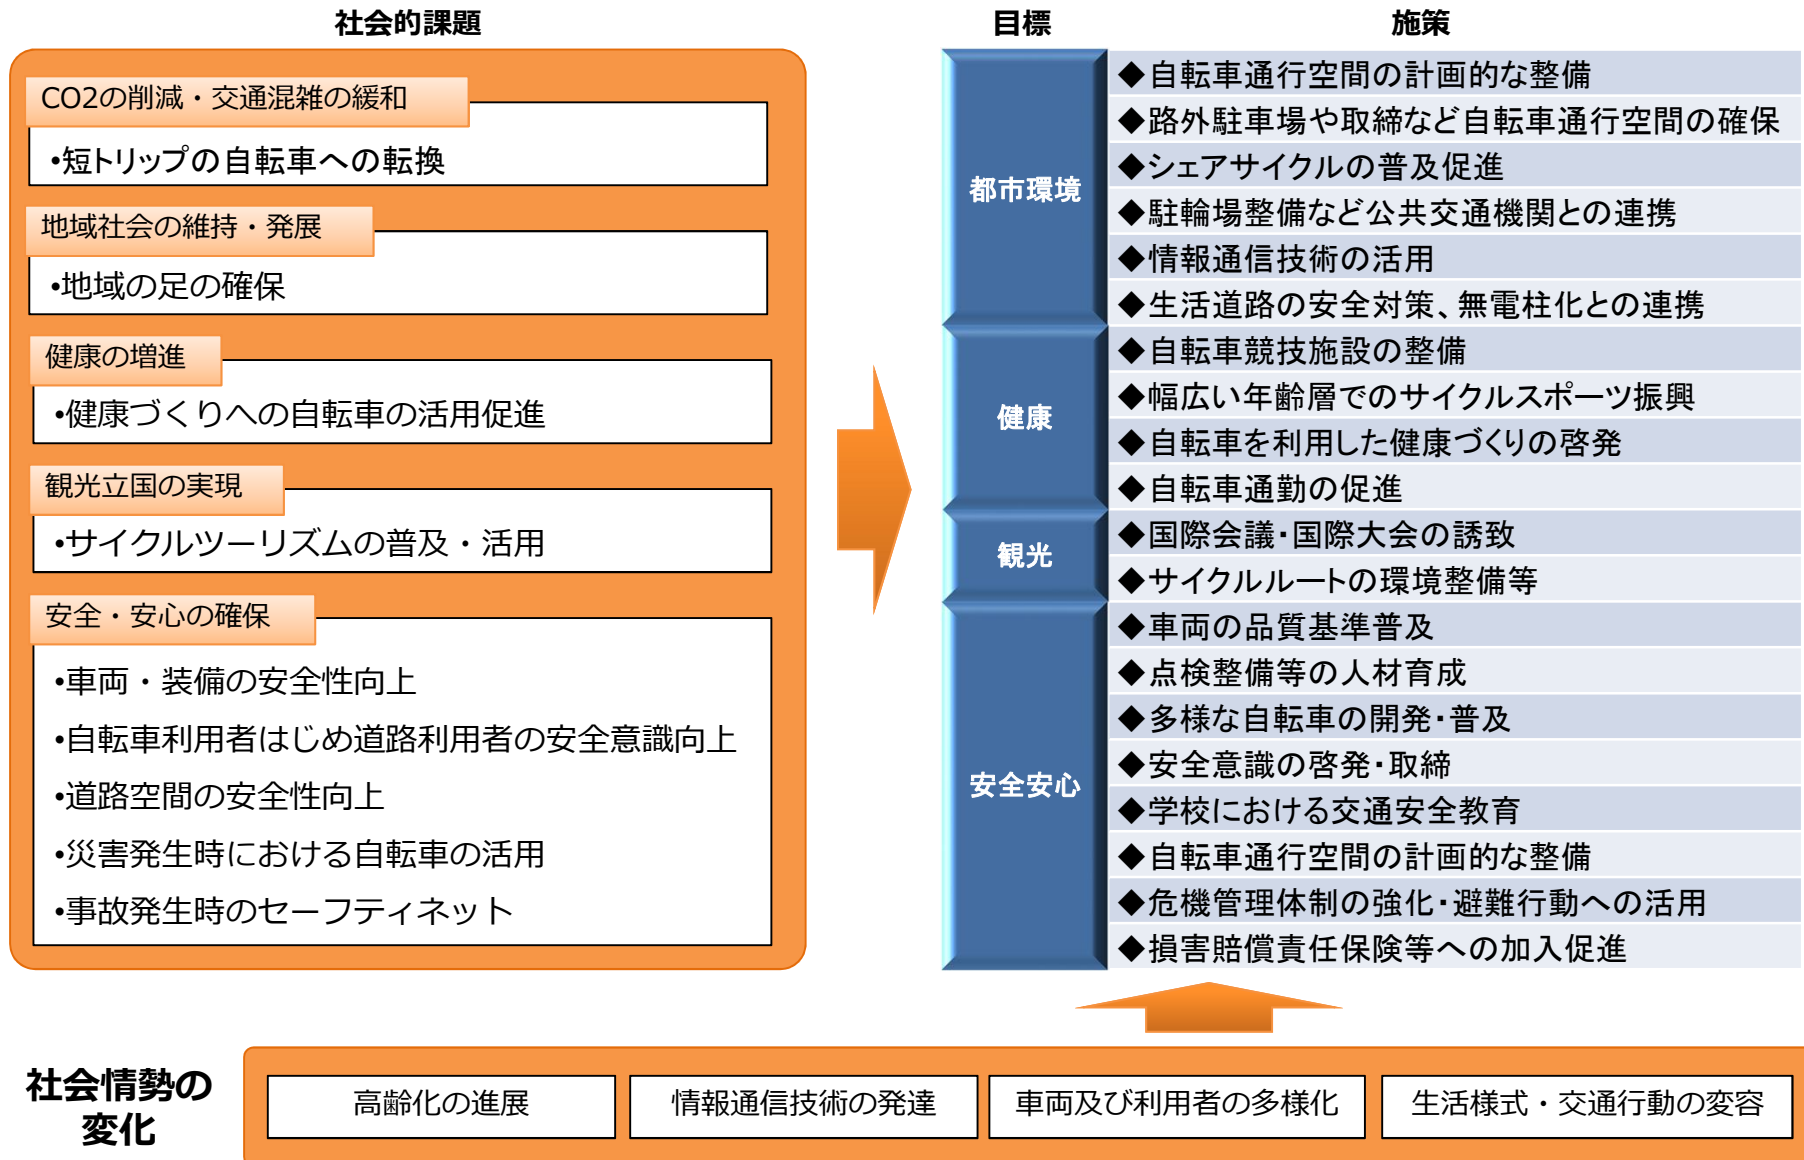 社会的課題
CO2の削減・交通混雑の緩和
•短トリップの自転車への転換
地域社会の維持・発展
•地域の足の確保
健康の増進
•健康づくりへの自転車の活用促進
観光立国の実現
•サイクルツーリズムの普及・活用
安全・安心の確保
•車両・装備の安全性向上
•自転車利用者はじめ道路利用者の安全意識向上
•道路空間の安全性向上
•災害発生時における自転車の活用
•事故発生時のセーフティネット
目標
施策
都市環境
◆自転車通行空間の計画的な整備
◆路外駐車場や取締など自転車通行空間の確保
◆シェアサイクルの普及促進
◆駐輪場整備など公共交通機関との連携
◆情報通信技術の活用
◆生活道路の安全対策、無電柱化との連携
健康
◆自転車競技施設の整備
◆幅広い年齢層でのサイクルスポーツ振興
◆自転車を利用した健康づくりの啓発
◆自転車通勤の促進
観光
◆国際会議・国際大会の誘致
◆サイクルルートの環境整備等
安全安心
◆車両の品質基準普及
◆点検整備等の人材育成
◆多様な自転車の開発・普及
◆安全意識の啓発・取締
◆学校における交通安全教育
◆自転車通行空間の計画的な整備
◆危機管理体制の強化・避難行動への活用
◆損害賠償責任保険等への加入促進
社会情勢の
変化
高齢化の進展
情報通信技術の発達
車両及び利用者の多様化
生活様式・交通行動の変容